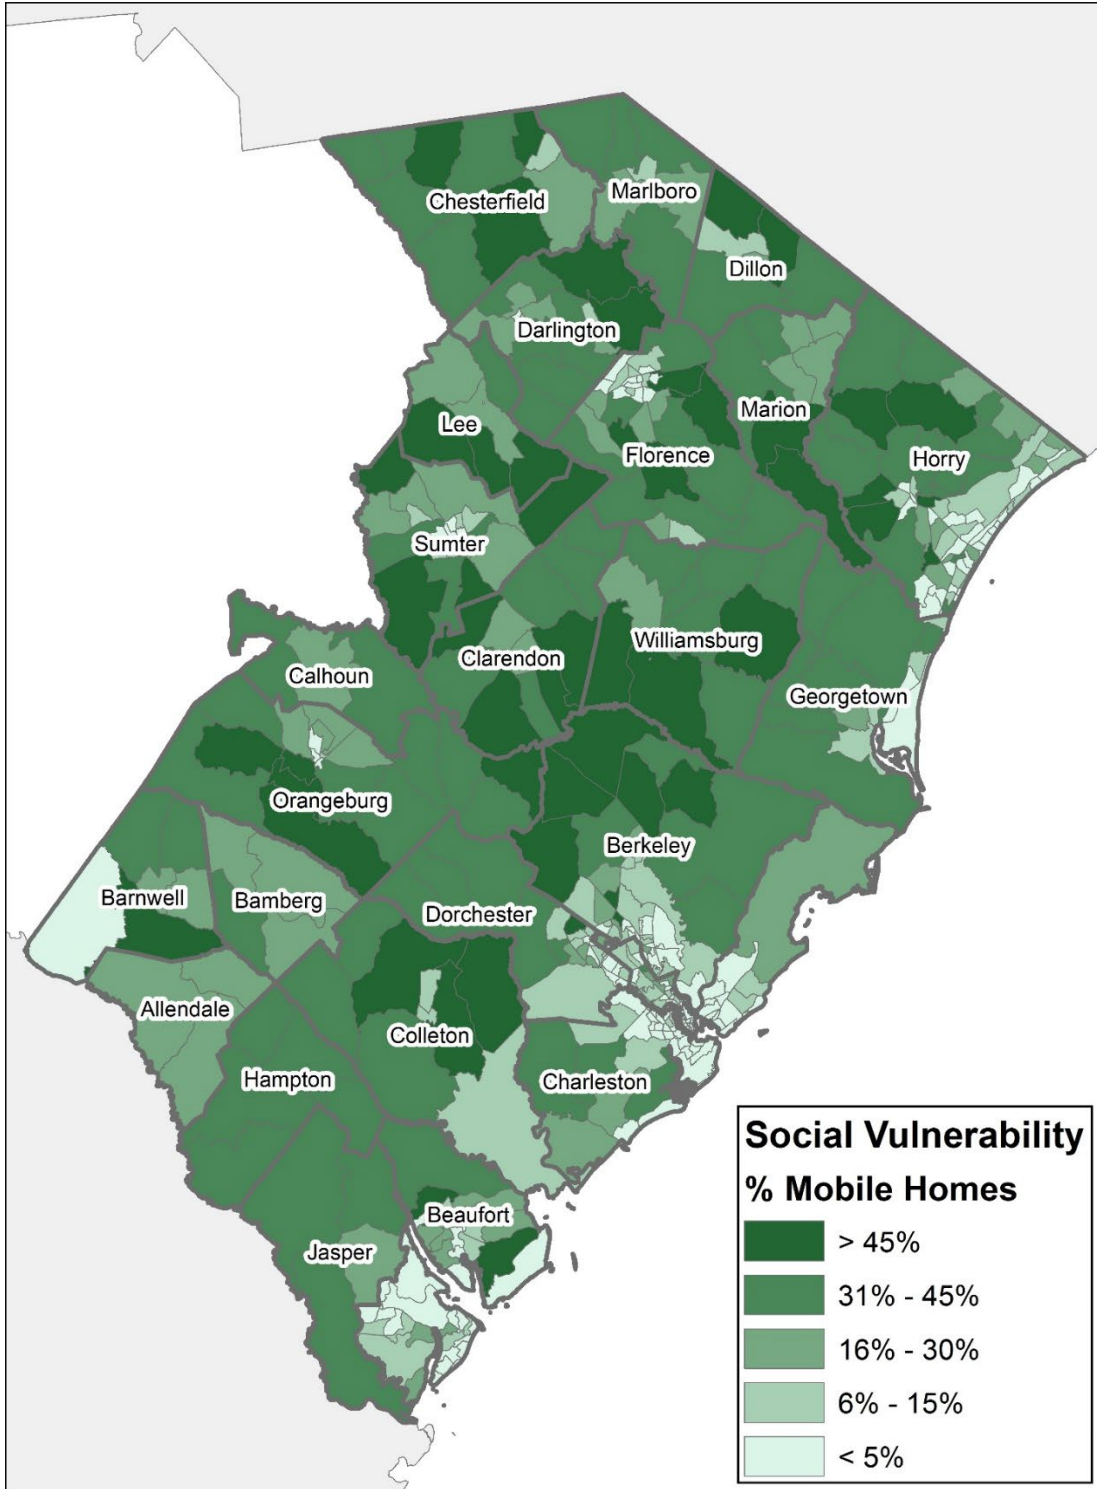 Chesterfield
Marlboro
Dillon
Darlington
Marion
Lee
Florence
Horry
Sumter
Williamsburg
Clarendon
Calhoun
Georgetown
Orangeburg
Berkeley
Barnwell
Bamberg
Dorchester
Allendale
Colleton
Hampton
Charleston
Beaufort
Jasper
Social Vulnerability
% Mobile Homes
> 45%
31% - 45%
16% - 30%
6% - 15%
< 5%